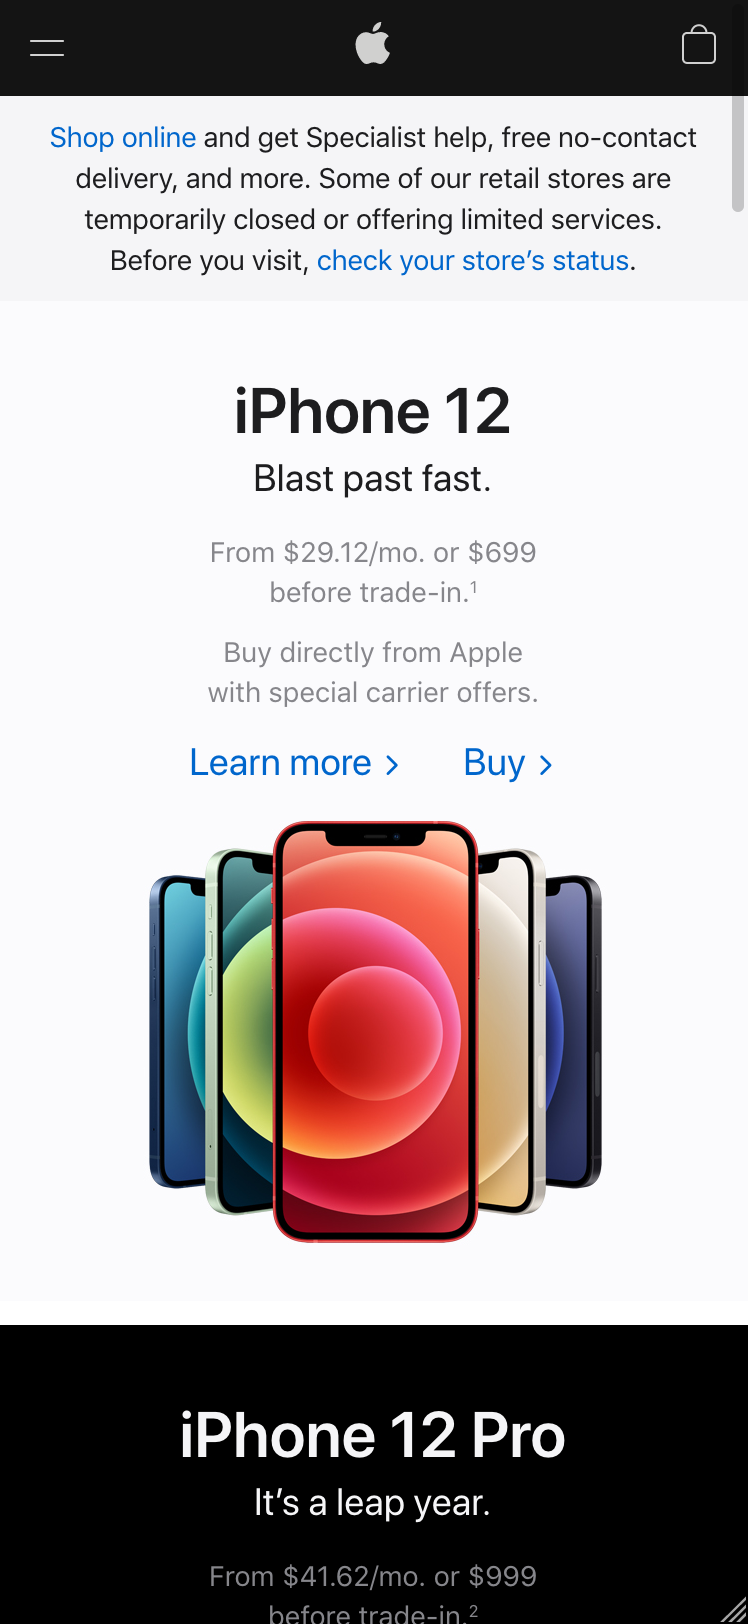 Shop online and get Specialist help, free no-contact
delivery, and more. Some of our retail stores are
temporarily closed or offering limited services.
Before you visit, check your store’s status.
iPhone 12
Blast past fast.
From $29.12/mo. or $699
before trade-in.¹
Buy directly from Apple
with special carrier offers.
Learn more > Buy >
iPhone 12 Pro
It’s a leap year.
From $41.62/mo. or $999
before trade-in.²